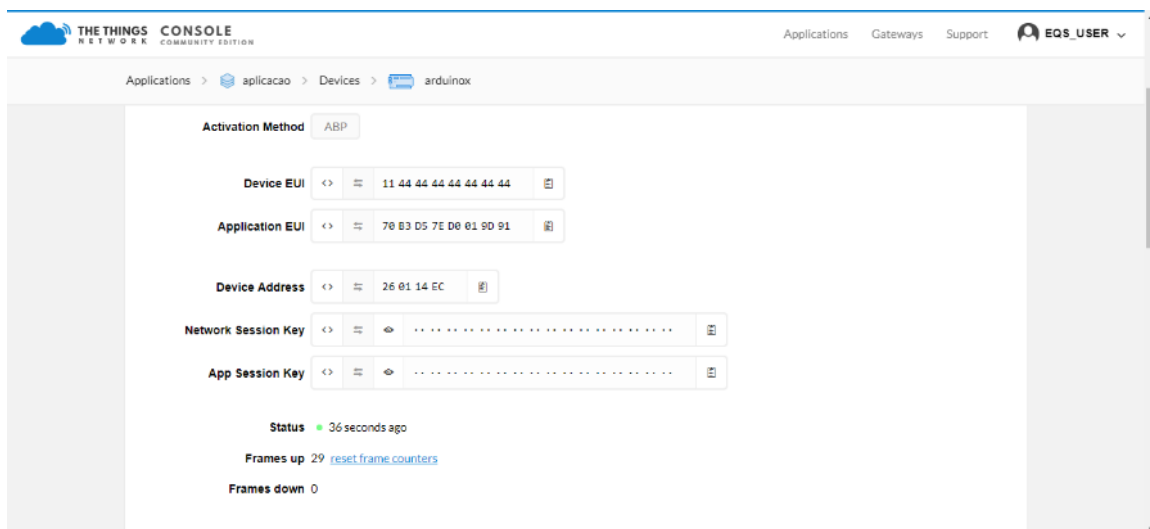 THE THINGS NETWORK CONSOLE COMMUNITY EDITION
Applications Gateways Support EQS_USER
Applications > aplicacao > Devices > arduinox
Activation Method ABP
Device EUI <> 11 44 44 44 44 44 44 44
Application EUI <> 70 B3 D5 7E D0 01 9D 91
Device Address <> 26 01 14 EC
Network Session Key <>
App Session Key <>
Status 36 seconds ago
Frames up 29 reset frame counters
Frames down 0